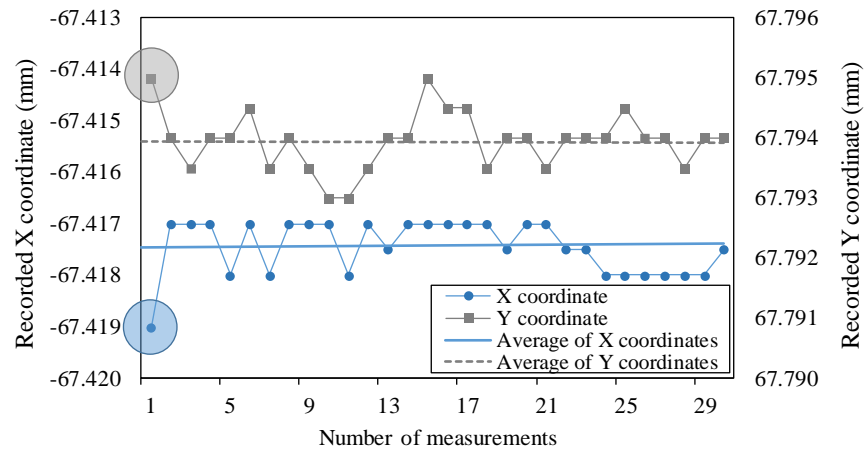 Recorded X coordinate (mm)
-67.413
-67.414
-67.415
-67.416
-67.417
-67.418
-67.419
-67.420
67.796
67.795
67.794
67.793
67.792
67.791
67.790
Recorded Y coordinate (mm)
X coordinate
Y coordinate
Average of X coordinates
Average of Y coordinates
1 5 9 13 17 21 25 29
Number of measurements